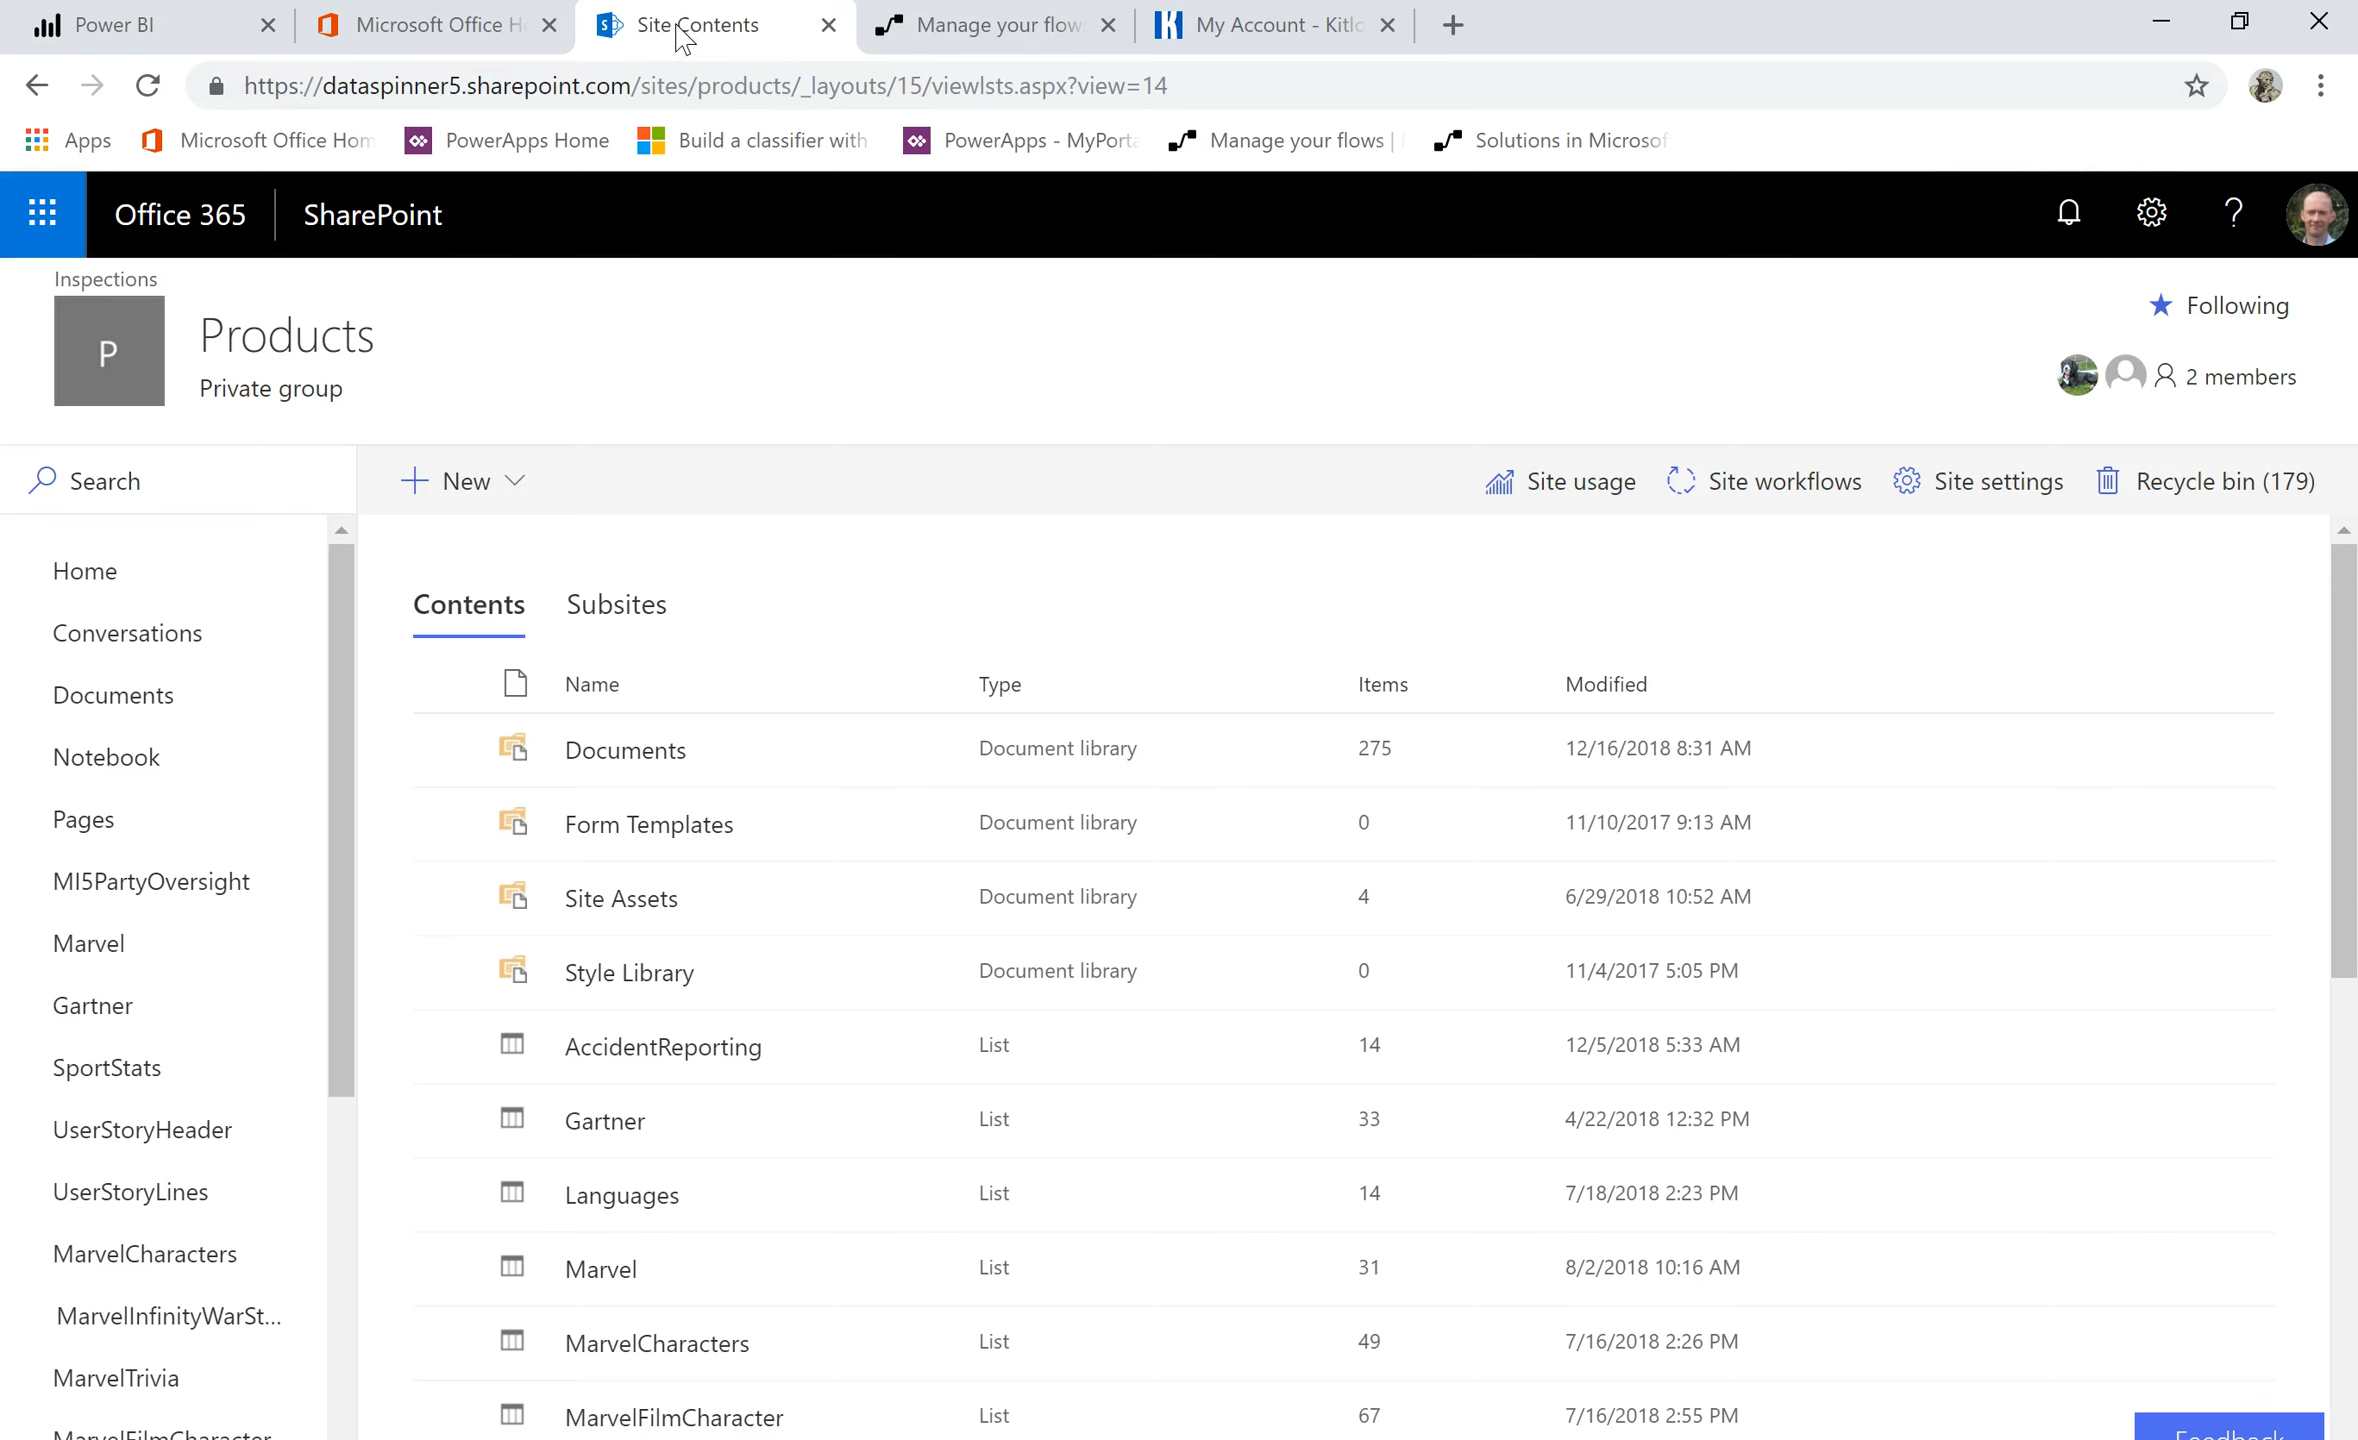 Power BI
Microsoft Office H
Site Contents
Manage your flow
My Account - Kitlo
https://dataspinner5.sharepoint.com/sites/products/_layouts/15/viewlsts.aspx?view=14
Apps
Microsoft Office Hom
PowerApps Home
Build a classifier with
PowerApps - MyPorta
Manage your flows |
Solutions in Microsof
Office 365
SharePoint
?
Inspections
P
Products
Private group
Following
2 members
Search
New
Site usage
Site workflows
Site settings
Recycle bin (179)
Home
Conversations
Documents
Notebook
Pages
MI5PartyOversight
Marvel
Gartner
SportStats
UserStoryHeader
UserStoryLines
MarvelCharacters
MarvelInfinityWarSt...
MarvelTrivia
MarvelFilmCharacter
Contents Subsites
Name Type Items Modified
Documents Document library 275 12/16/2018 8:31 AM
Form Templates Document library 0 11/10/2017 9:13 AM
Site Assets Document library 4 6/29/2018 10:52 AM
Style Library Document library 0 11/4/2017 5:05 PM
AccidentReporting List 14 12/5/2018 5:33 AM
Gartner List 33 4/22/2018 12:32 PM
Languages List 14 7/18/2018 2:23 PM
Marvel List 31 8/2/2018 10:16 AM
MarvelCharacters List 49 7/16/2018 2:26 PM
MarvelFilmCharacter List 67 7/16/2018 2:55 PM
Feedback